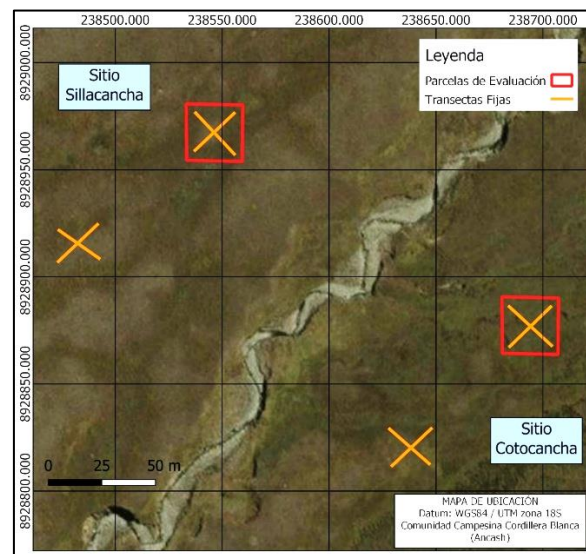 238500.000 238550.000 238600.000 238650.000 238700.000
8929000.000
8928950.000
8928900.000
8928850.000
8928800.000
Sitio
Sillacancha
Leyenda
Parcelas de Evaluación
Transectas Fijas
Sitio
Cotocancha
0 25 50 m
MAPA DE UBICACIÓN
Datum: WGS84 / UTM zona 18S
Comunidad Campesina Cordillera Blanca
(Ancash)